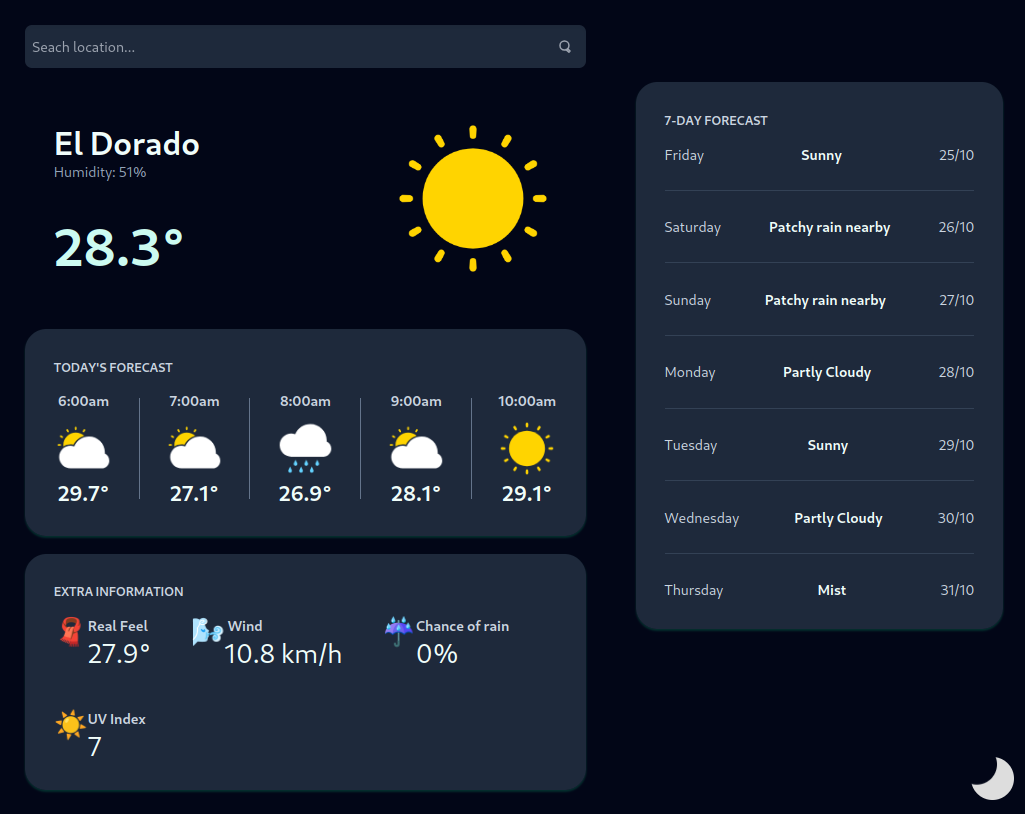 Seach location...
El Dorado
Humidity: 51%
28.3°
TODAY'S FORECAST
6:00am 7:00am 8:00am 9:00am 10:00am
29.7° 27.1° 26.9° 28.1° 29.1°
EXTRA INFORMATION
Real Feel Wind Chance of rain
27.9° 10.8 km/h 0%
UV Index
7
7-DAY FORECAST
Friday Sunny 25/10
Saturday Patchy rain nearby 26/10
Sunday Patchy rain nearby 27/10
Monday Partly Cloudy 28/10
Tuesday Sunny 29/10
Wednesday Partly Cloudy 30/10
Thursday Mist 31/10